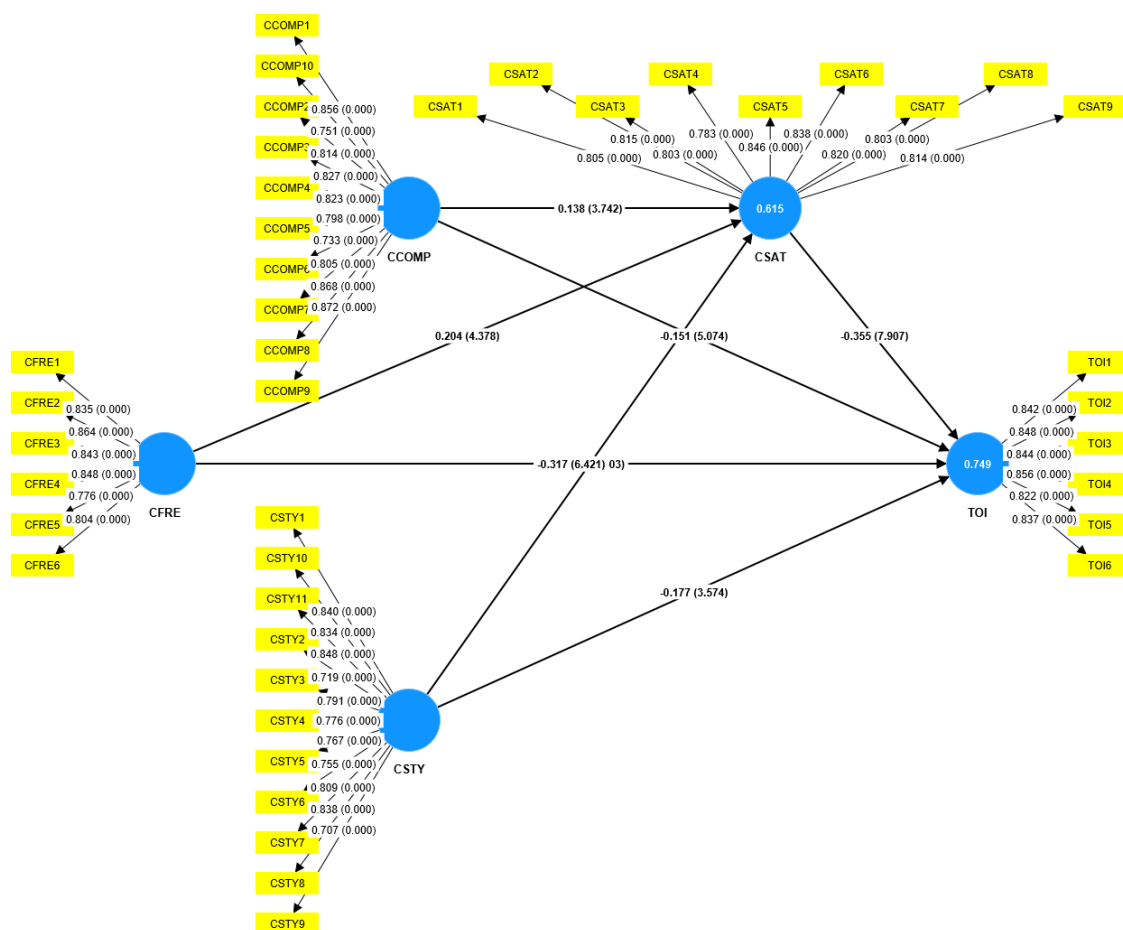 CCOMP1
CCOMP10
CCOMP2
CCOMP3
CCOMP4
CCOMP5
CCOMP6
CCOMP7
CCOMP8
CCOMP9
0.856 (0.000)
0.751 (0.000)
0.814 (0.000)
0.827 (0.000)
0.823 (0.000)
0.798 (0.000)
0.733 (0.000)
0.805 (0.000)
0.868 (0.000)
0.872 (0.000)
CCOMP
CSAT1
CSAT2
CSAT3
CSAT4
CSAT5
CSAT6
CSAT7
CSAT8
CSAT9
0.805 (0.000)
0.815 (0.000)
0.803 (0.000)
0.783 (0.000)
0.846 (0.000)
0.838 (0.000)
0.820 (0.000)
0.803 (0.000)
0.814 (0.000)
0.615
CSAT
0.138 (3.742)
0.204 (4.378)
-0.151 (5.074)
-0.355 (7.907)
CFRE1
CFRE2
CFRE3
CFRE4
CFRE5
CFRE6
0.835 (0.000)
0.864 (0.000)
0.843 (0.000)
0.848 (0.000)
0.776 (0.000)
0.804 (0.000)
CFRE
-0.317 (6.421) 03)
-0.177 (3.574)
0.749
TOI
0.842 (0.000)
0.848 (0.000)
0.844 (0.000)
0.856 (0.000)
0.822 (0.000)
0.837 (0.000)
TOI1
TOI2
TOI3
TOI4
TOI5
TOI6
CSTY1
CSTY10
CSTY11
CSTY2
CSTY3
CSTY4
CSTY5
CSTY6
CSTY7
CSTY8
CSTY9
0.840 (0.000)
0.834 (0.000)
0.848 (0.000)
0.719 (0.000)
0.791 (0.000)
0.776 (0.000)
0.767 (0.000)
0.755 (0.000)
0.809 (0.000)
0.838 (0.000)
0.707 (0.000)
CSTY